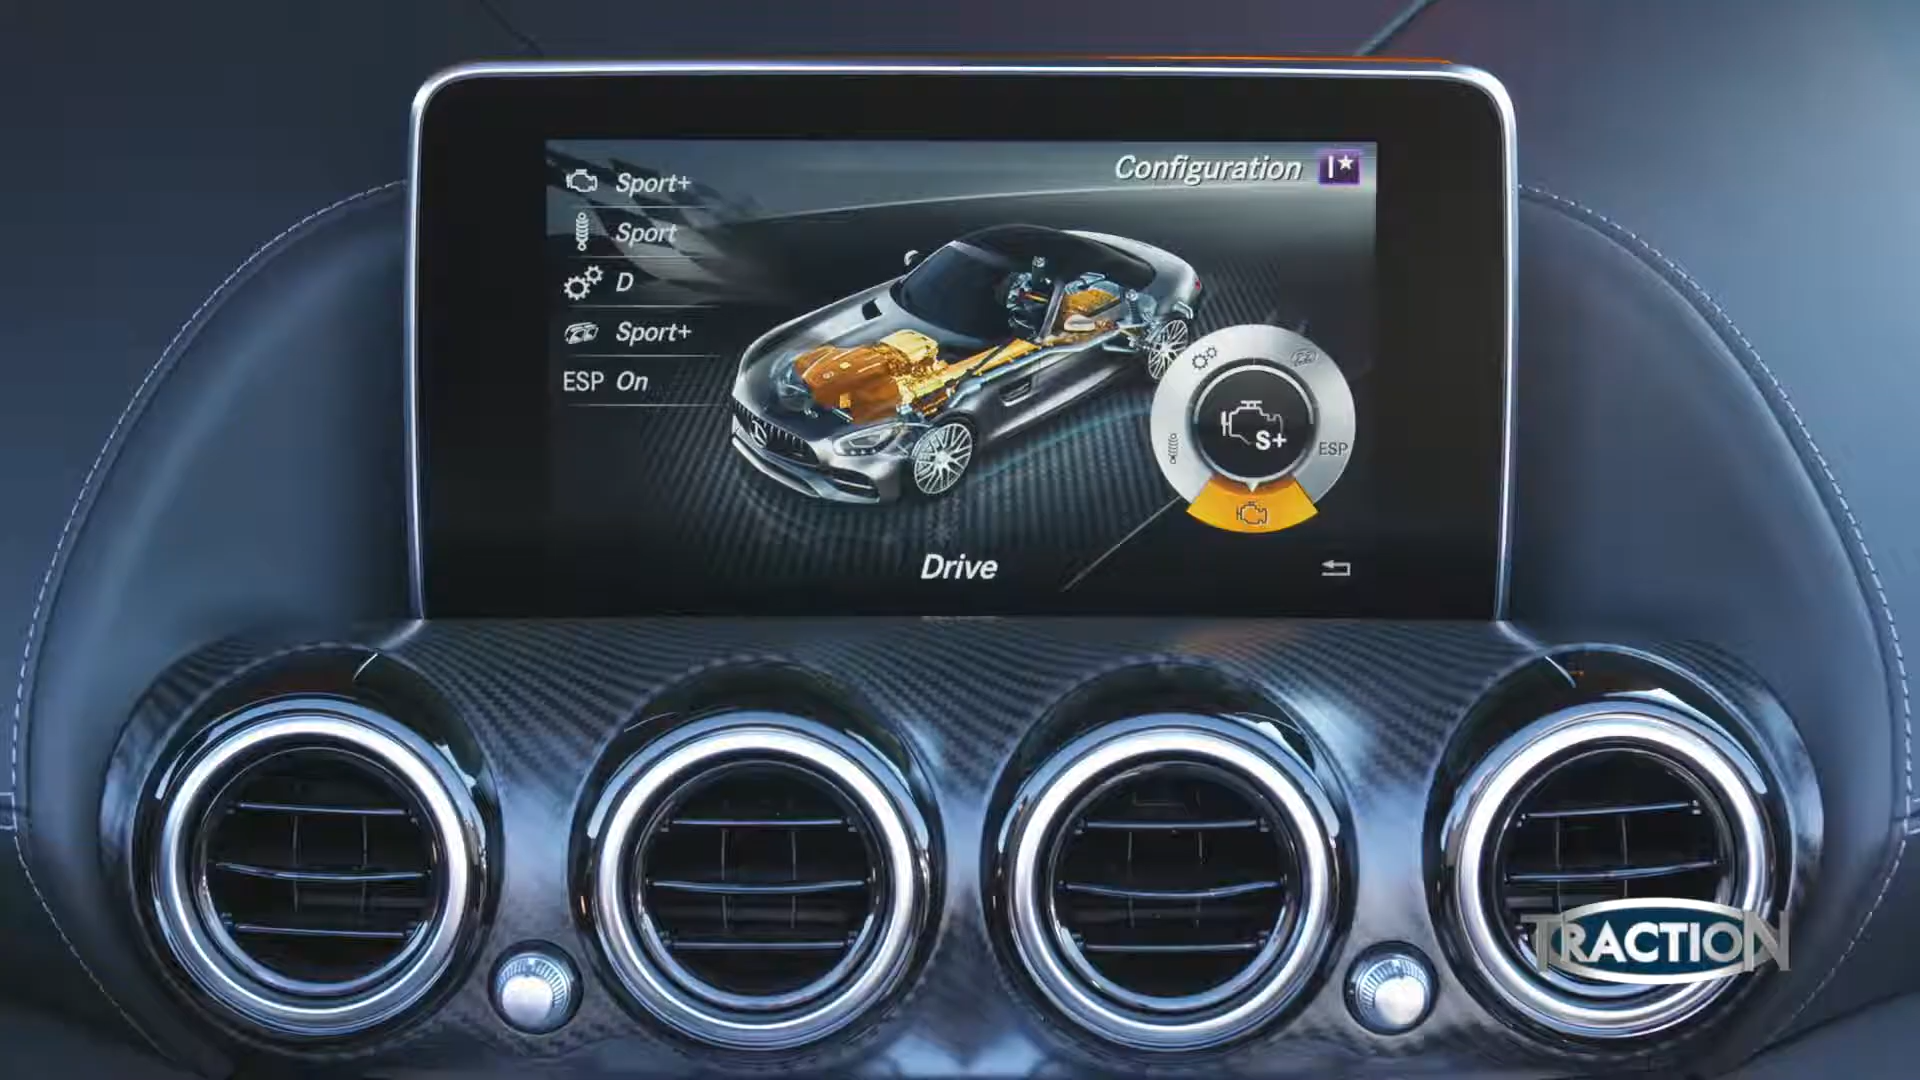 Configuration I★
Sport+
Sport
D
Sport+
ESP On
S+
ESP
Drive
TRACTION